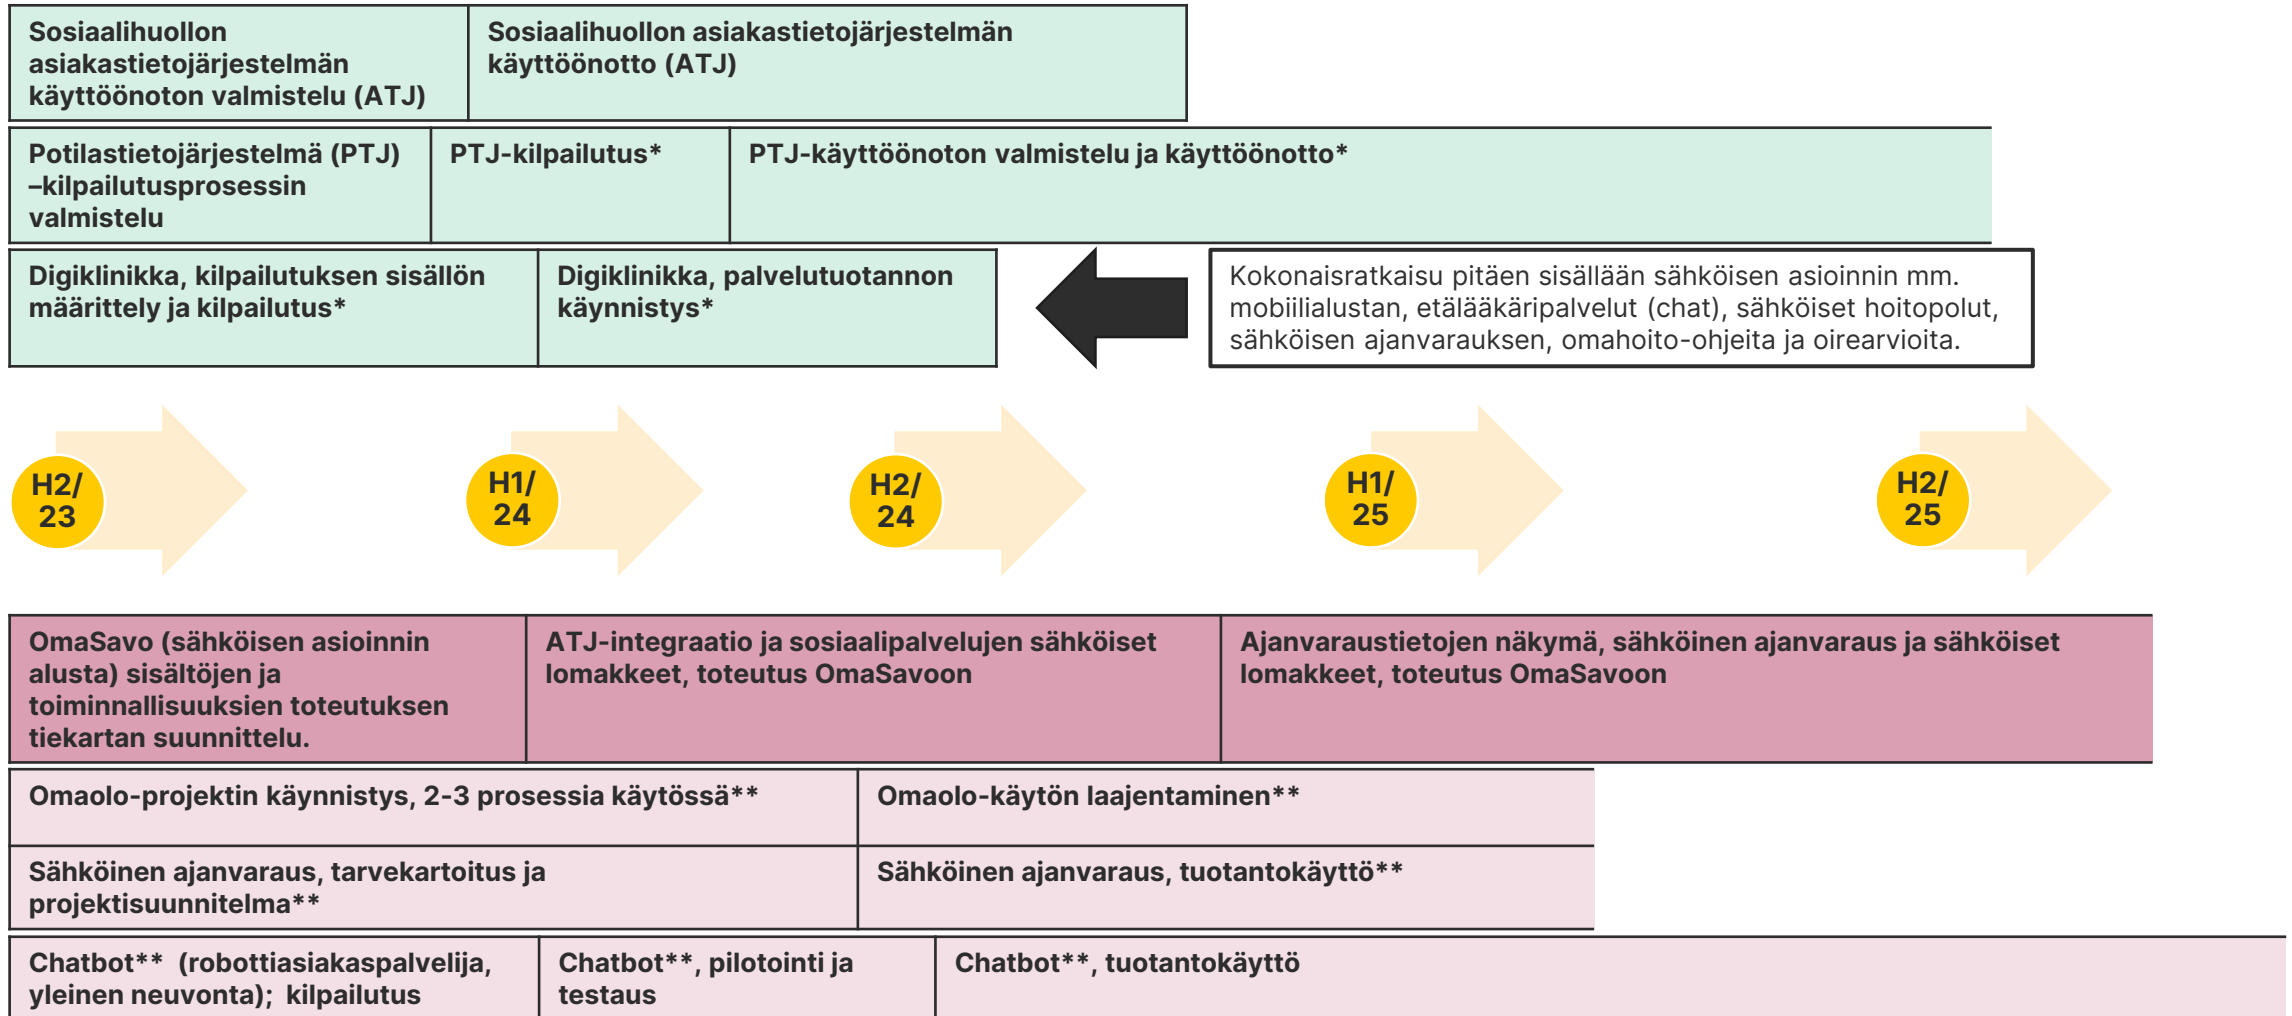 Sosiaalihuollon
asiakastietojärjestelmän
käyttöönoton valmistelu (ATJ)
Sosiaalihuollon asiakastietojärjestelmän
käyttöönotto (ATJ)
Potilastietojärjestelmä (PTJ)
–kilpailutusprosessin
valmistelu
PTJ-kilpailutus*
PTJ-käyttöönoton valmistelu ja käyttöönotto*
Digiklinikka, kilpailutuksen sisällön
määrittely ja kilpailutus*
Digiklinikka, palvelutuotannon
käynnistys*
Kokonaisratkaisu pitäen sisällään sähköisen asioinnin mm.
mobiilialustan, etälääkäripalvelut (chat), sähköiset hoitopolut,
sähköisen ajanvarauksen, omahoito-ohjeita ja oirearvioita.
H2/
23
H1/
24
H2/
24
H1/
25
H2/
25
OmaSavo (sähköisen asioinnin
alusta) sisältöjen ja
toiminnallisuuksien toteutuksen
tiekartan suunnittelu.
ATJ-integraatio ja sosiaalipalvelujen sähköiset
lomakkeet, toteutus OmaSavoon
Ajanvaraustietojen näkymä, sähköinen ajanvaraus ja sähköiset
lomakkeet, toteutus OmaSavoon
Omaolo-projektin käynnistys, 2-3 prosessia käytössä**
Omaolo-käytön laajentaminen**
Sähköinen ajanvaraus, tarvekartoitus ja
projektisuunnitelma**
Sähköinen ajanvaraus, tuotantokäyttö**
Chatbot** (robottiasiakaspalvelija,
yleinen neuvonta); kilpailutus
Chatbot**, pilotointi ja
testaus
Chatbot**, tuotantokäyttö